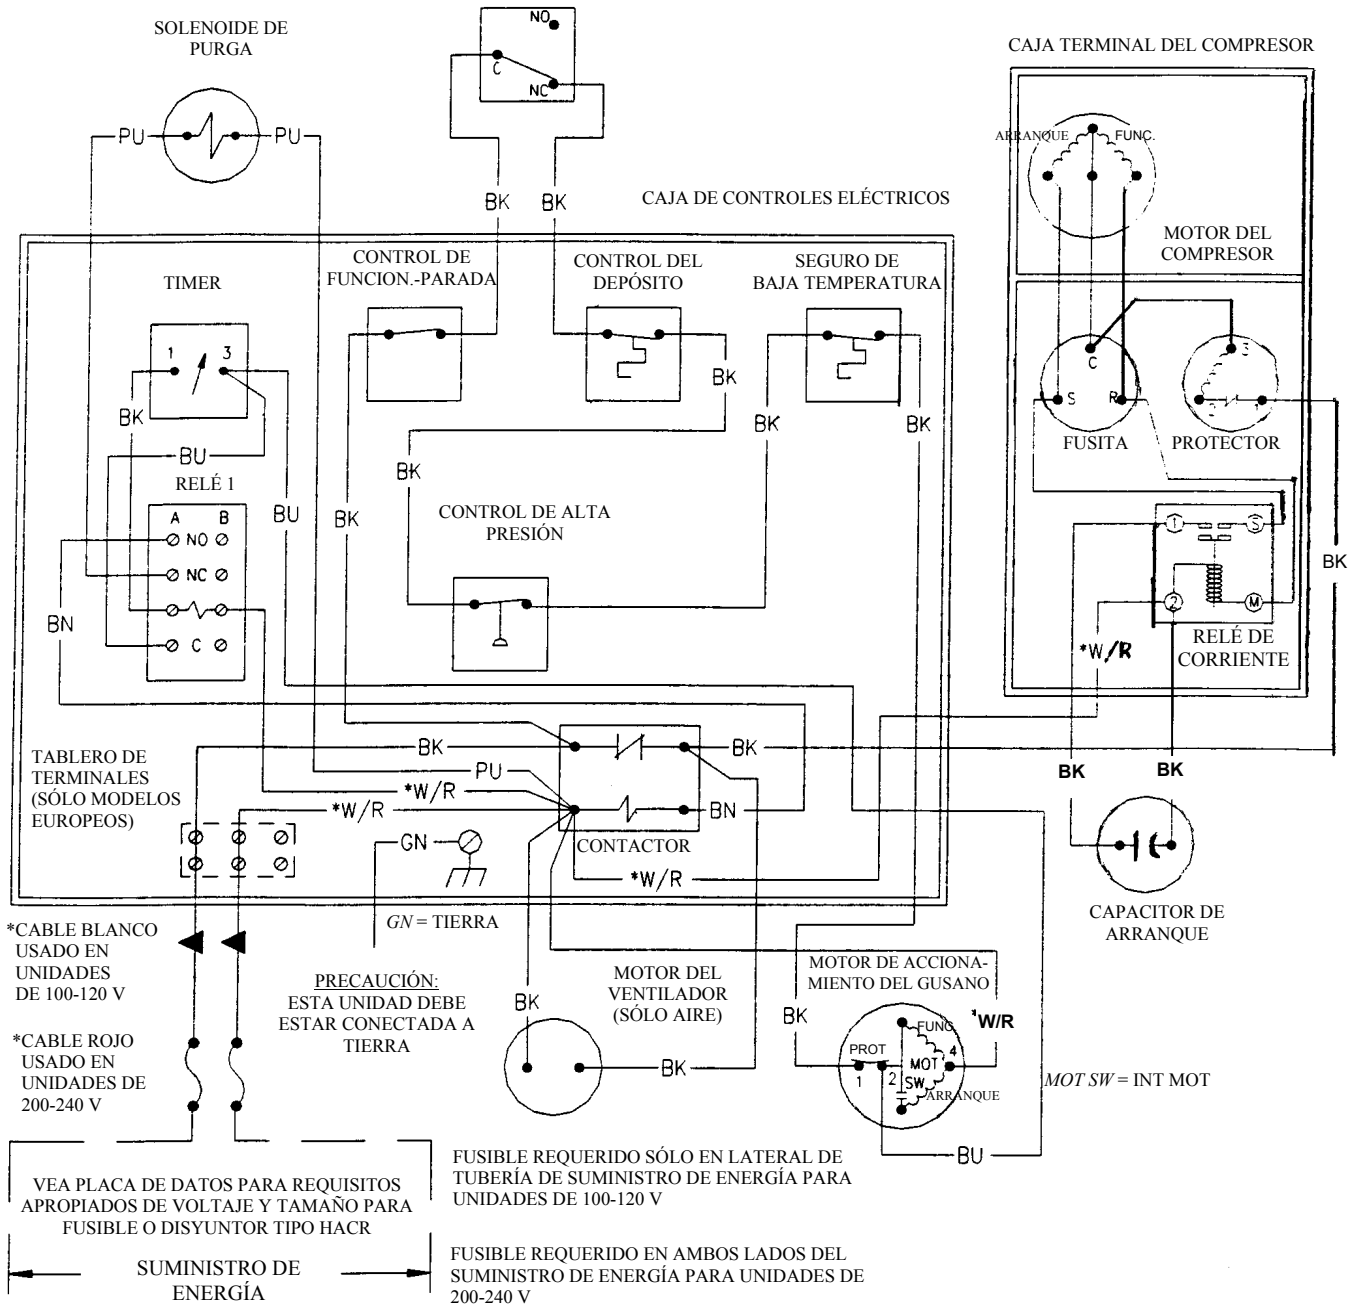 SOLENOIDE DE
PURGA
NO
C
NC
CAJA TERMINAL DEL COMPRESOR
PU
PU
ARRANQUE
FUNC.
BK
BK
CAJA DE CONTROLES ELÉCTRICOS
MOTOR DEL
COMPRESOR
TIMER
CONTROL DE
FUNCION.-PARADA
CONTROL DEL
DEPÓSITO
SEGURO DE
BAJA TEMPERATURA
1
3
C
3
BK
BK
S
R
2
1
BK
BK
BK
FUSITA
PROTECTOR
BU
BK
RELÉ 1
A
B
BU
BK
CONTROL DE ALTA
PRESIÓN
1
S
NO
NC
BK
BN
2
M
C
RELÉ DE
CORRIENTE
*W/R
TABLERO DE
TERMINALES
(SÓLO MODELOS
EUROPEOS)
BK
BK
PU
BK
BK
*W/R
*W/R
BN
GN
CONTACTOR
*W/R
CAPACITOR DE
ARRANQUE
GN = TIERRA
*CABLE BLANCO
USADO EN
UNIDADES
DE 100-120 V
PRECAUCIÓN:
ESTA UNIDAD DEBE
ESTAR CONECTADA A
TIERRA
MOTOR DEL
VENTILADOR
(SÓLO AIRE)
MOTOR DE ACCIONA-
MIENTO DEL GUSANO
BK
BK
*W/R
*CABLE ROJO
USADO EN
UNIDADES DE
200-240 V
BK
FUNC
PROT
4
MOT
1
2
SW
ARRANQUE
MOT SW = INT MOT
BU
VEA PLACA DE DATOS PARA REQUISITOS
APROPIADOS DE VOLTAJE Y TAMAÑO PARA
FUSIBLE O DISYUNTOR TIPO HACR
SUMINISTRO DE
ENERGÍA
FUSIBLE REQUERIDO SÓLO EN LATERAL DE
TUBERÍA DE SUMINISTRO DE ENERGÍA PARA
UNIDADES DE 100-120 V
FUSIBLE REQUERIDO EN AMBOS LADOS DEL
SUMINISTRO DE ENERGÍA PARA UNIDADES DE
200-240 V